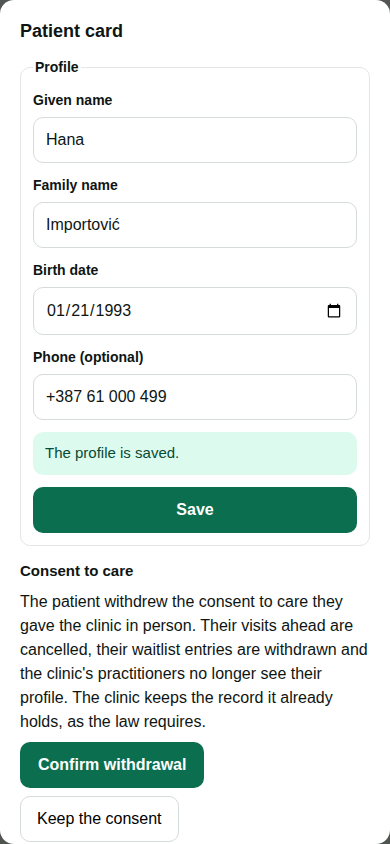 Patient card
Profile
Given name
Hana
Family name
Importović
Birth date
01/21/1993
Phone (optional)
+387 61 000 499
The profile is saved.
Save
Consent to care
The patient withdrew the consent to care they
gave the clinic in person. Their visits ahead are
cancelled, their waitlist entries are withdrawn and
the clinic's practitioners no longer see their
profile. The clinic keeps the record it already
holds, as the law requires.
Confirm withdrawal
Keep the consent